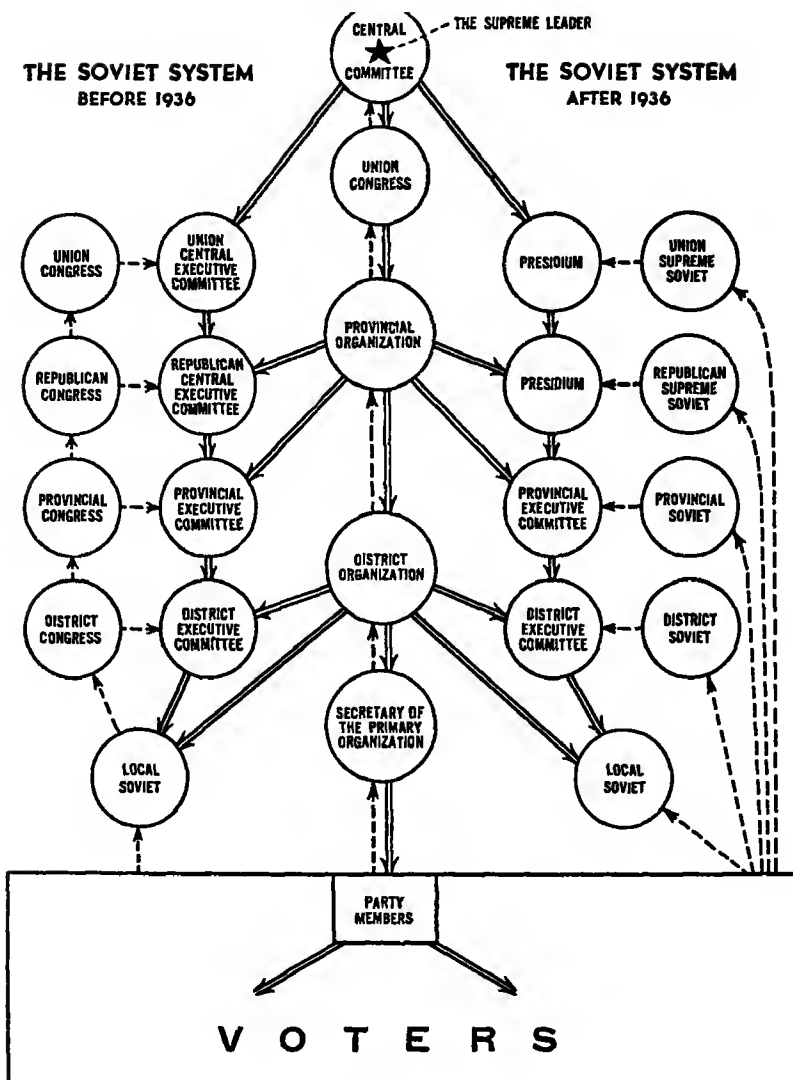 CENTRAL
COMMITTEE
THE SUPREME LEADER
THE SOVIET SYSTEM
BEFORE 1936
THE SOVIET SYSTEM
AFTER 1936
UNION
CONGRESS
UNION
CONGRESS
UNION
CENTRAL
EXECUTIVE
COMMITTEE
PRESIDIUM
UNION
SUPREME
SOVIET
PROVINCIAL
ORGANIZATION
REPUBLICAN
CONGRESS
REPUBLICAN
CENTRAL
EXECUTIVE
COMMITTEE
PRESIDIUM
REPUBLICAN
SUPREME
SOVIET
PROVINCIAL
CONGRESS
PROVINCIAL
EXECUTIVE
COMMITTEE
PROVINCIAL
EXECUTIVE
COMMITTEE
PROVINCIAL
SOVIET
DISTRICT
ORGANIZATION
DISTRICT
CONGRESS
DISTRICT
EXECUTIVE
COMMITTEE
DISTRICT
EXECUTIVE
COMMITTEE
DISTRICT
SOVIET
SECRETARY OF
THE PRIMARY
ORGANIZATION
LOCAL
SOVIET
LOCAL
SOVIET
PARTY
MEMBERS
VOTERS